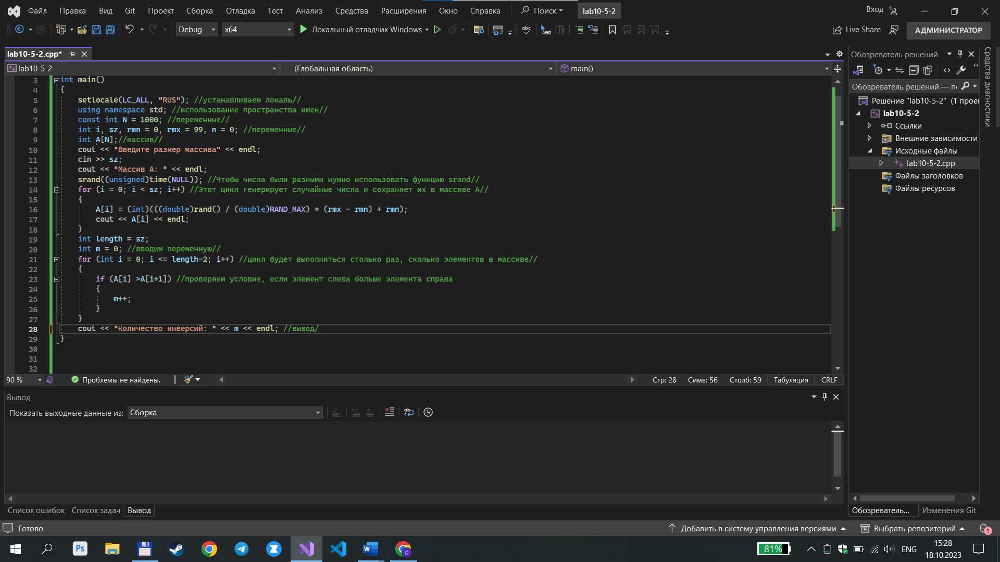 Файл Правка Вид Git Проект Сборка Отладка Тест Анализ Средства Расширения Окно Справка Поиск lab10-5-2 Вход
Debug x64 Локальный отладчик Windows Live Share АДМИНИСТРАТОР
lab10-5-2.cpp*
lab10-5-2 (Глобальная область) main()
3 int main()
4 {
5 setlocale(LC_ALL, "RUS"); //устанавливаем локаль//
6 using namespace std; //использование пространства имен//
7 const int N = 1000; //переменные//
8 int i, sz, rmn = 0, rmx = 99, n = 0; //переменные//
9 int A[N];//массив//
10 cout << "Введите размер массива" << endl;
11 cin >> sz;
12 cout << "Массив A: " << endl;
13 srand((unsigned)time(NULL)); //Чтобы числа были разными нужно использовать функцию srand//
14 for (i = 0; i < sz; i++) //Этот цикл генерирует случайные числа и сохраняет их в массиве A//
15 {
16 A[i] = (int)(((double)rand() / (double)RAND_MAX) * (rmx - rmn) + rmn);
17 cout << A[i] << endl;
18 }
19 int length = sz;
20 int m = 0; //вводим переменную//
21 for (int i = 0; i <= length-2; i++) //цикл будет выполняться столько раз, сколько элементов в массиве//
22 {
23 if (A[i] >A[i+1]) //проверяем условие, если элемент слева больше элемента справа
24 {
25 m++;
26 }
27 }
28 cout << "Количество инверсий: " << m << endl; //вывод/
29 }
30
31
32
90 % Проблемы не найдены. Стр: 28 Симв: 56 Столб: 59 Табуляция CRLF
Вывод
Показать выходные данные из: Сборка
Список ошибок Список задач Вывод
Обозреватель решений
Обозреватель решений — по
Решение "lab10-5-2" (1 проек
lab10-5-2
Ссылки
Внешние зависимости
Исходные файлы
lab10-5-2.cpp
Файлы заголовков
Файлы ресурсов
Обозреватель... Изменения Git
Средства диагностики
Готово Добавить в систему управления версиями Выбрать репозиторий 1
Ps 81% ENG 15:28
18.10.2023